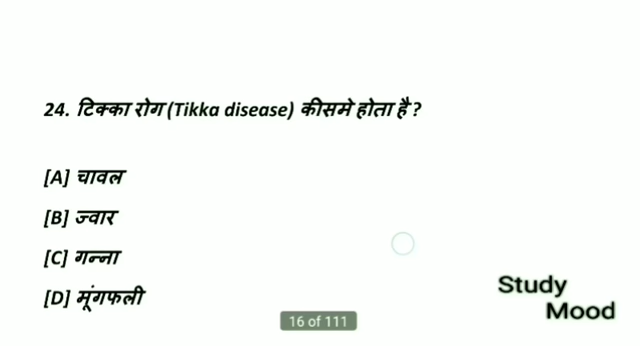 24. टिक्का रोग (Tikka disease) कीसमे होता है ?
[A] चावल
[B] ज्वार
[C] गन्ना
[D] मूंगफली
Study
Mood
16 of 111